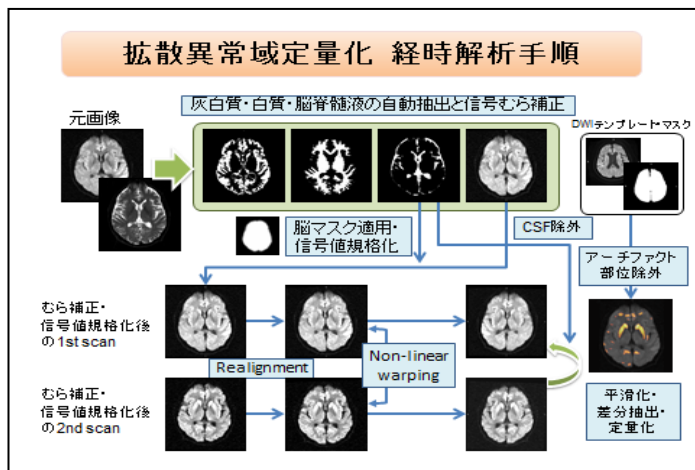 拡散異常域定量化 経時解析手順
灰白質・白質・脳脊髄液の自動抽出と信号むら補正
元画像
DWIテンプレート・マスク
脳マスク適用・
信号値規格化
CSF除外
アーチファクト
部位除外
むら補正・
信号値規格化後
の1st scan
Realignment
Non-linear
warping
むら補正・
信号値規格化後
の2nd scan
平滑化・
差分抽出・
定量化